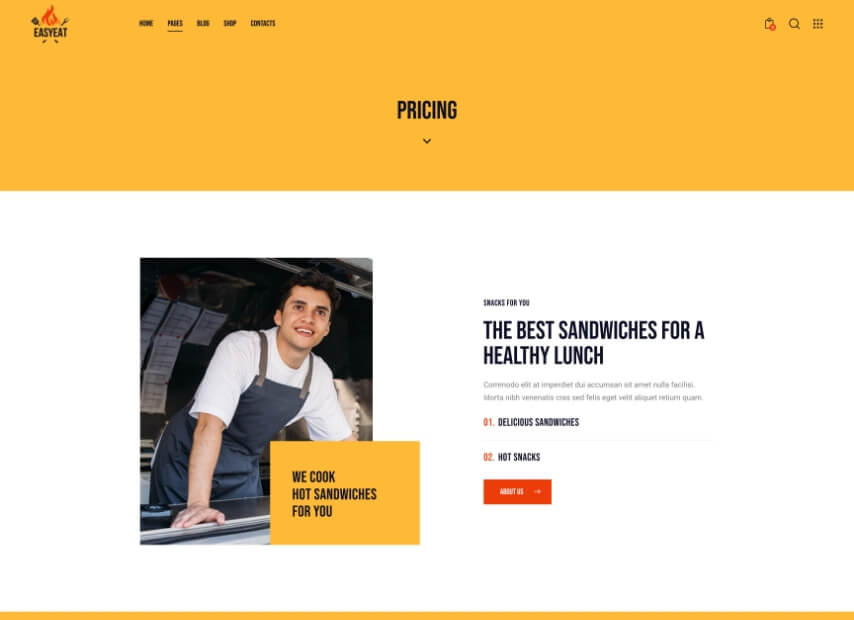 EASYEAT
HOME PAGES BLOG SHOP CONTACTS
PRICING
WE COOK
HOT SANDWICHES
FOR YOU
SNACKS FOR YOU
THE BEST SANDWICHES FOR A
HEALTHY LUNCH
Commodo elit at imperdiet dui accumsan sit amet nulla facilisi.
Idorta nibh venenatis cras sed felis eget velit aliquet retium quam.
01. DELICIOUS SANDWICHES
02. HOT SNACKS
ABOUT US